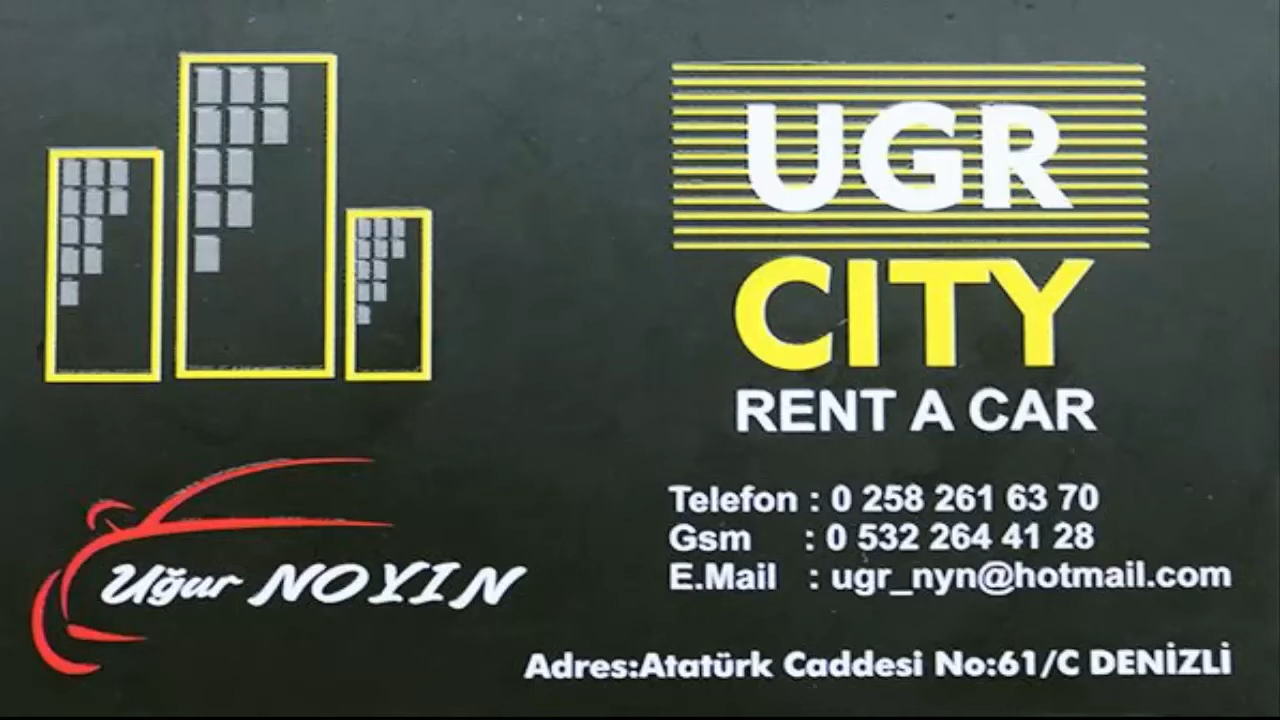 UGR
CITY
RENT A CAR
Uğur NOYIN
Telefon : 0 258 261 63 70
Gsm : 0 532 264 41 28
E.Mail : ugr_nyn@hotmail.com
Adres:Atatürk Caddesi No:61/C DENİZLİ